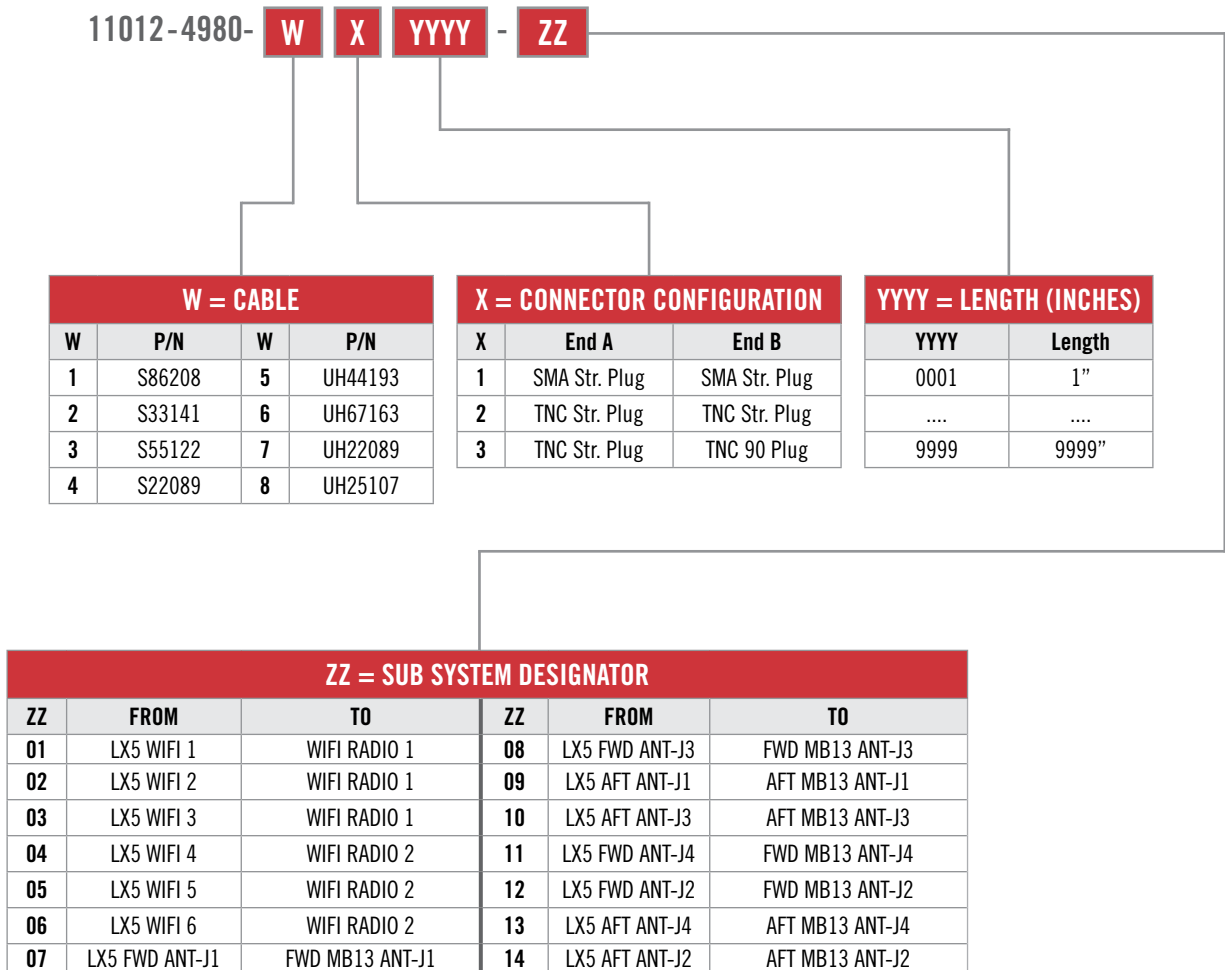 11012-4980- W X YYYY - ZZ
W = CABLE
W P/N W P/N
1 S86208 5 UH44193
2 S33141 6 UH67163
3 S55122 7 UH22089
4 S22089 8 UH25107
X = CONNECTOR CONFIGURATION
X End A End B
1 SMA Str. Plug SMA Str. Plug
2 TNC Str. Plug TNC Str. Plug
3 TNC Str. Plug TNC 90 Plug
YYYY = LENGTH (INCHES)
YYYY Length
0001 1”
.... ....
9999 9999”
ZZ = SUB SYSTEM DESIGNATOR
ZZ FROM TO ZZ FROM TO
01 LX5 WIFI 1 WIFI RADIO 1 08 LX5 FWD ANT-J3 FWD MB13 ANT-J3
02 LX5 WIFI 2 WIFI RADIO 1 09 LX5 AFT ANT-J1 AFT MB13 ANT-J1
03 LX5 WIFI 3 WIFI RADIO 1 10 LX5 AFT ANT-J3 AFT MB13 ANT-J3
04 LX5 WIFI 4 WIFI RADIO 2 11 LX5 FWD ANT-J4 FWD MB13 ANT-J4
05 LX5 WIFI 5 WIFI RADIO 2 12 LX5 FWD ANT-J2 FWD MB13 ANT-J2
06 LX5 WIFI 6 WIFI RADIO 2 13 LX5 AFT ANT-J4 AFT MB13 ANT-J4
07 LX5 FWD ANT-J1 FWD MB13 ANT-J1 14 LX5 AFT ANT-J2 AFT MB13 ANT-J2